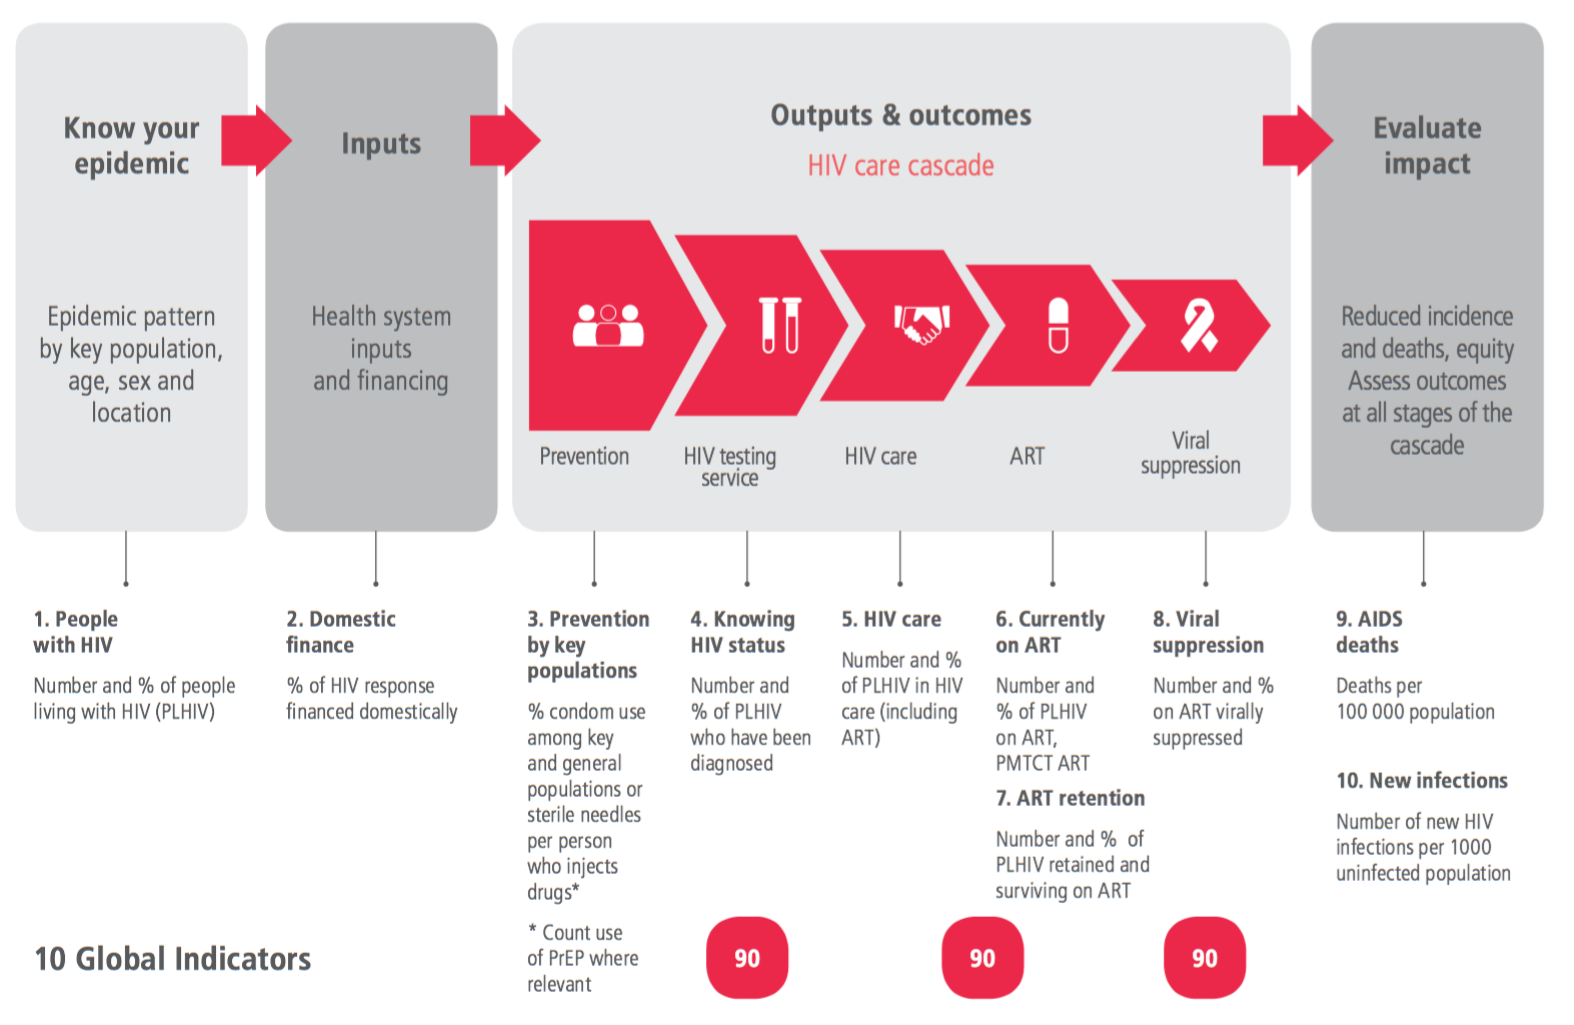 Know your
epidemic
Epidemic pattern
by key population,
age, sex and
location
Inputs
Health system
inputs
and financing
Outputs & outcomes
HIV care cascade
Prevention
HIV testing
service
HIV care
ART
Viral
suppression
Evaluate
impact
Reduced incidence
and deaths, equity
Assess outcomes
at all stages of the
cascade
1. People
with HIV
Number and % of people
living with HIV (PLHIV)
2. Domestic
finance
% of HIV response
financed domestically
3. Prevention
by key
populations
% condom use
among key
and general
populations or
sterile needles
per person
who injects
drugs*
* Count use
of PrEP where
relevant
4. Knowing
HIV status
Number and
% of PLHIV
who have been
diagnosed
5. HIV care
Number and %
of PLHIV in HIV
care (including
ART)
6. Currently
on ART
Number and
% of PLHIV
on ART,
PMTCT ART
7. ART retention
Number and % of
PLHIV retained and
surviving on ART
8. Viral
suppression
Number and %
on ART virally
suppressed
9. AIDS
deaths
Deaths per
100 000 population
10. New infections
Number of new HIV
infections per 1000
uninfected population
10 Global Indicators
90
90
90